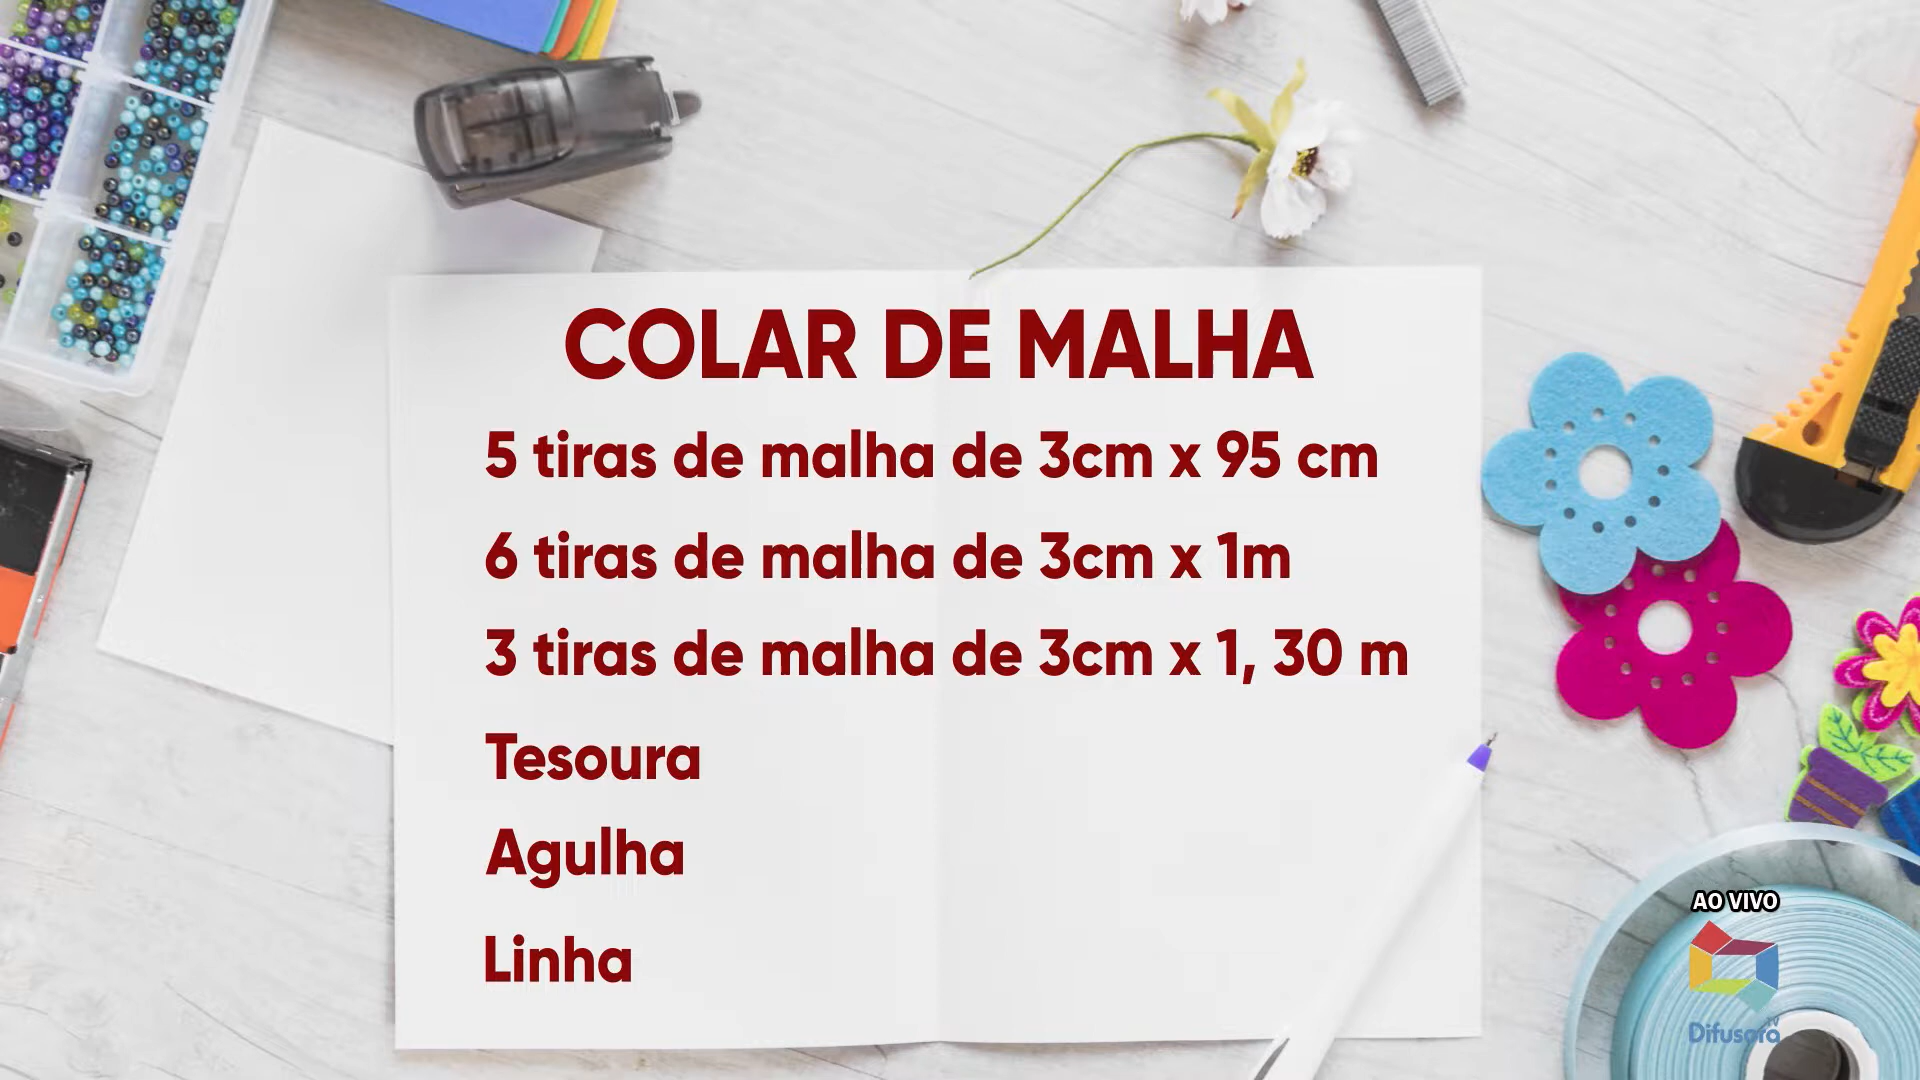 COLAR DE MALHA
5 tiras de malha de 3cm x 95 cm
6 tiras de malha de 3cm x 1m
3 tiras de malha de 3cm x 1, 30 m
Tesoura
Agulha
Linha
AO VIVO
TV
Difusora